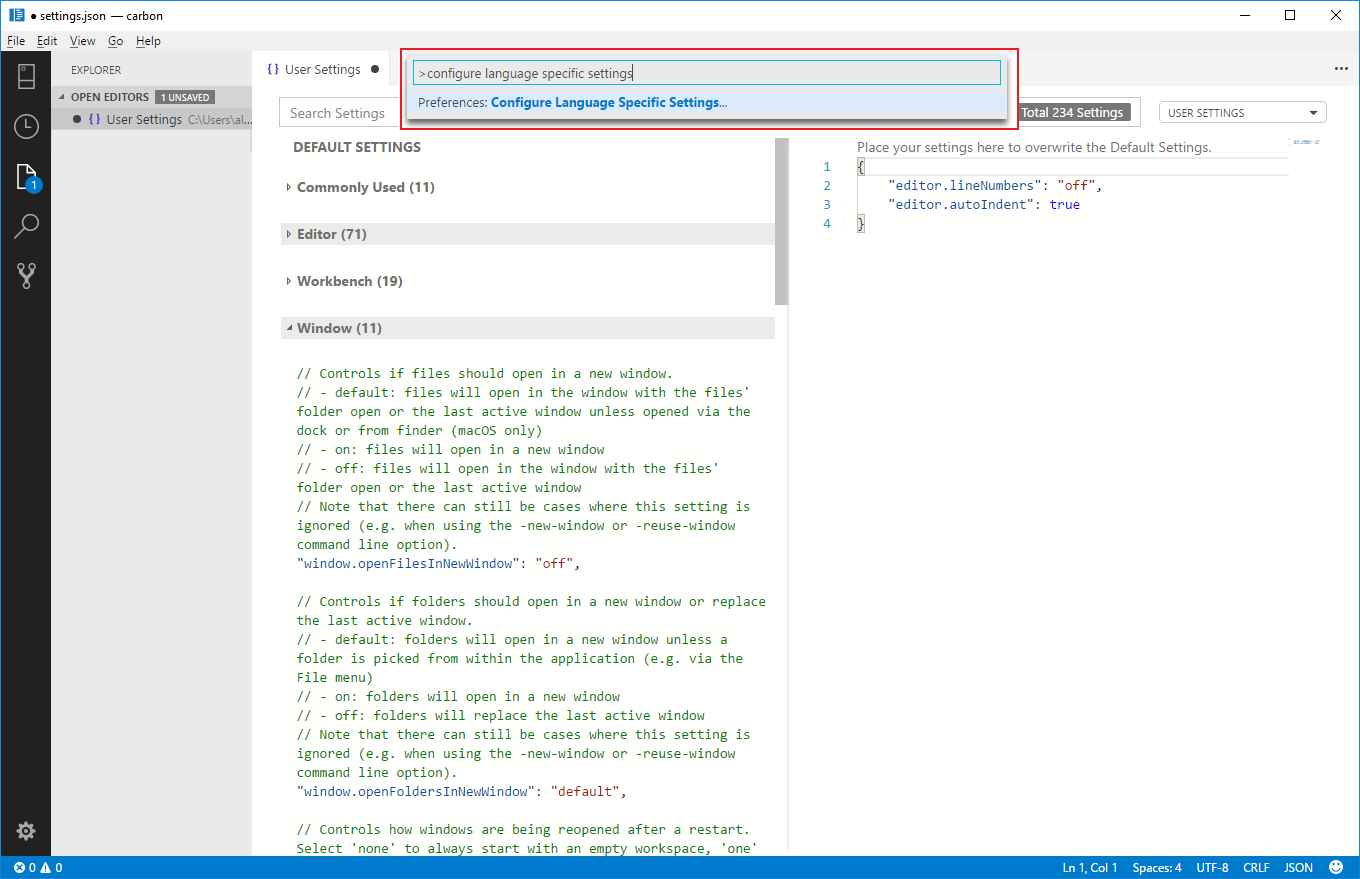 ● settings.json — carbon
File Edit View Go Help
EXPLORER
OPEN EDITORS 1 UNSAVED
● {} User Settings C:\Users\al...
1
{} User Settings ●
>configure language specific settings
Preferences: Configure Language Specific Settings...
Search Settings
Total 234 Settings
USER SETTINGS
DEFAULT SETTINGS
Commonly Used (11)
Editor (71)
Workbench (19)
Window (11)
// Controls if files should open in a new window.
// - default: files will open in the window with the files'
folder open or the last active window unless opened via the
dock or from finder (macOS only)
// - on: files will open in a new window
// - off: files will open in the window with the files'
folder open or the last active window
// Note that there can still be cases where this setting is
ignored (e.g. when using the -new-window or -reuse-window
command line option).
"window.openFilesInNewWindow": "off",
// Controls if folders should open in a new window or replace
the last active window.
// - default: folders will open in a new window unless a
folder is picked from within the application (e.g. via the
File menu)
// - on: folders will open in a new window
// - off: folders will replace the last active window
// Note that there can still be cases where this setting is
ignored (e.g. when using the -new-window or -reuse-window
command line option).
"window.openFoldersInNewWindow": "default",
// Controls how windows are being reopened after a restart.
Select 'none' to always start with an empty workspace, 'one'
Place your settings here to overwrite the Default Settings.
1 {
2 "editor.lineNumbers": "off",
3 "editor.autoIndent": true
4 }
0 0
Ln 1, Col 1 Spaces: 4 UTF-8 CRLF JSON